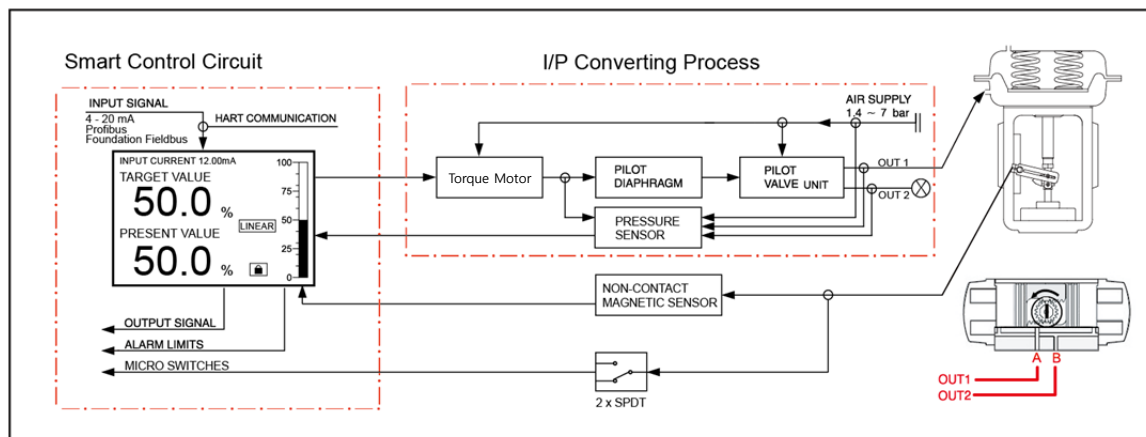 Smart Control Circuit
I/P Converting Process
INPUT SIGNAL
4 - 20 mA
Profibus
Foundation Fieldbus
HART COMMUNICATION
AIR SUPPLY
1.4 ~ 7 bar
INPUT CURRENT 12.00mA
TARGET VALUE
50.0 %
LINEAR
PRESENT VALUE
50.0 %
100
75
50
25
0
Torque Motor
PILOT
DIAPHRAGM
PILOT
VALVE UNIT
OUT 1
OUT 2
PRESSURE
SENSOR
NON-CONTACT
MAGNETIC SENSOR
OUTPUT SIGNAL
ALARM LIMITS
MICRO SWITCHES
2 x SPDT
A B
OUT1
OUT2